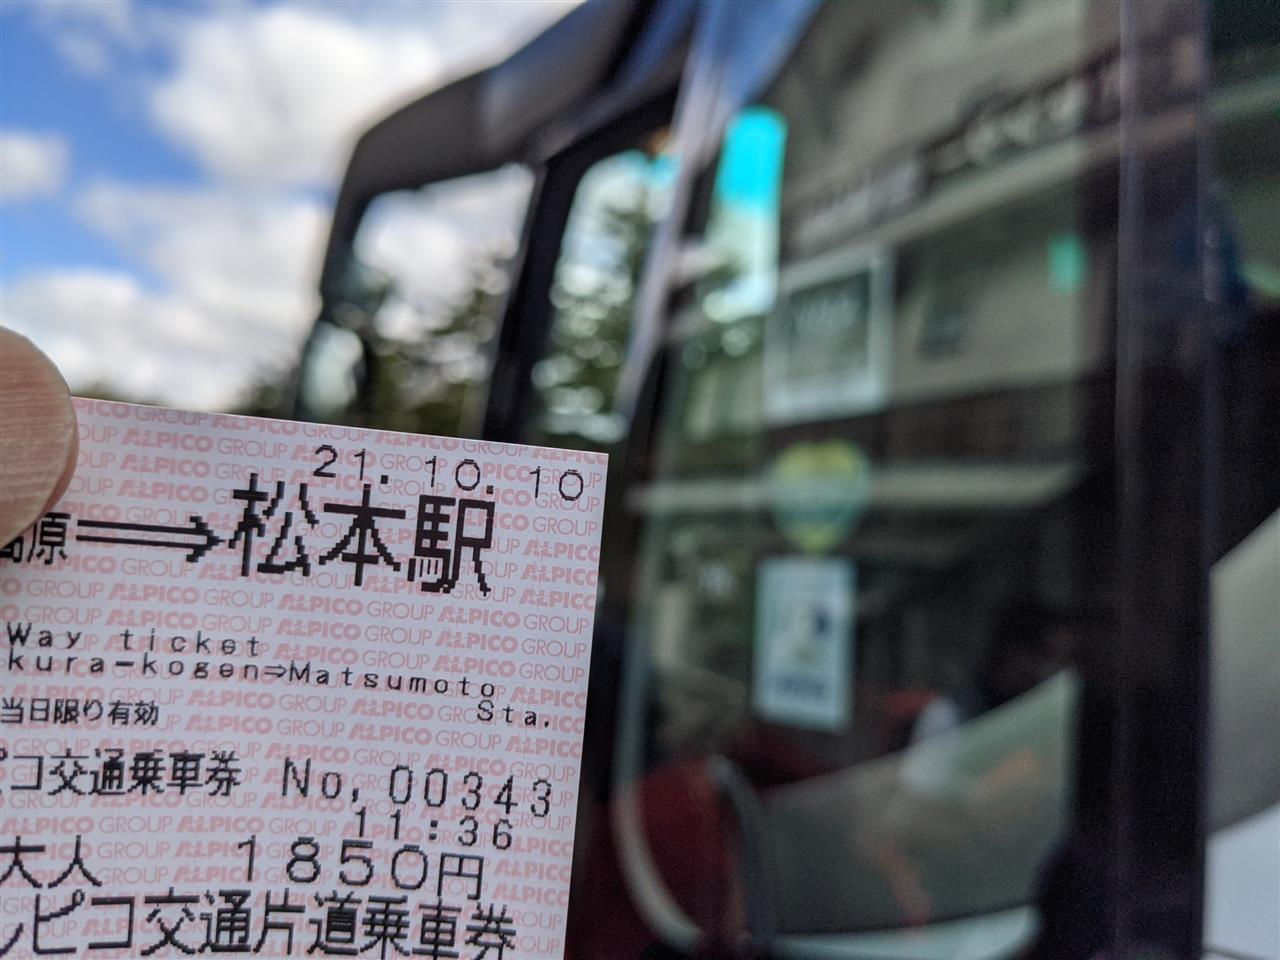 21.10.10
高原⇒松本駅
Way ticket
kura-kogen⇒Matsumoto
Sta.
当日限り有効
ピコ交通乗車券 No,00343
11:36
大人 1850円
ルピコ交通片道乗車券
ALPICO GROUP